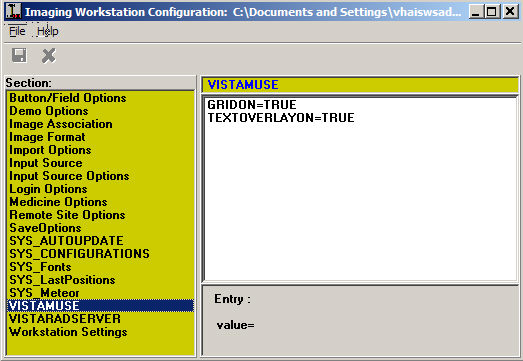 Imaging Workstation Configuration: C:\Documents and Settings\vhaiswsad...
File Help
Section:
Button/Field Options
Demo Options
Image Association
Image Format
Import Options
Input Source
Input Source Options
Login Options
Medicine Options
Remote Site Options
SaveOptions
SYS_AUTOUPDATE
SYS_CONFIGURATIONS
SYS_Fonts
SYS_LastPositions
SYS_Meteor
VISTAMUSE
VISTARADSERVER
Workstation Settings
VISTAMUSE
GRIDON=TRUE
TEXTOVERLAYON=TRUE
Entry :
value=